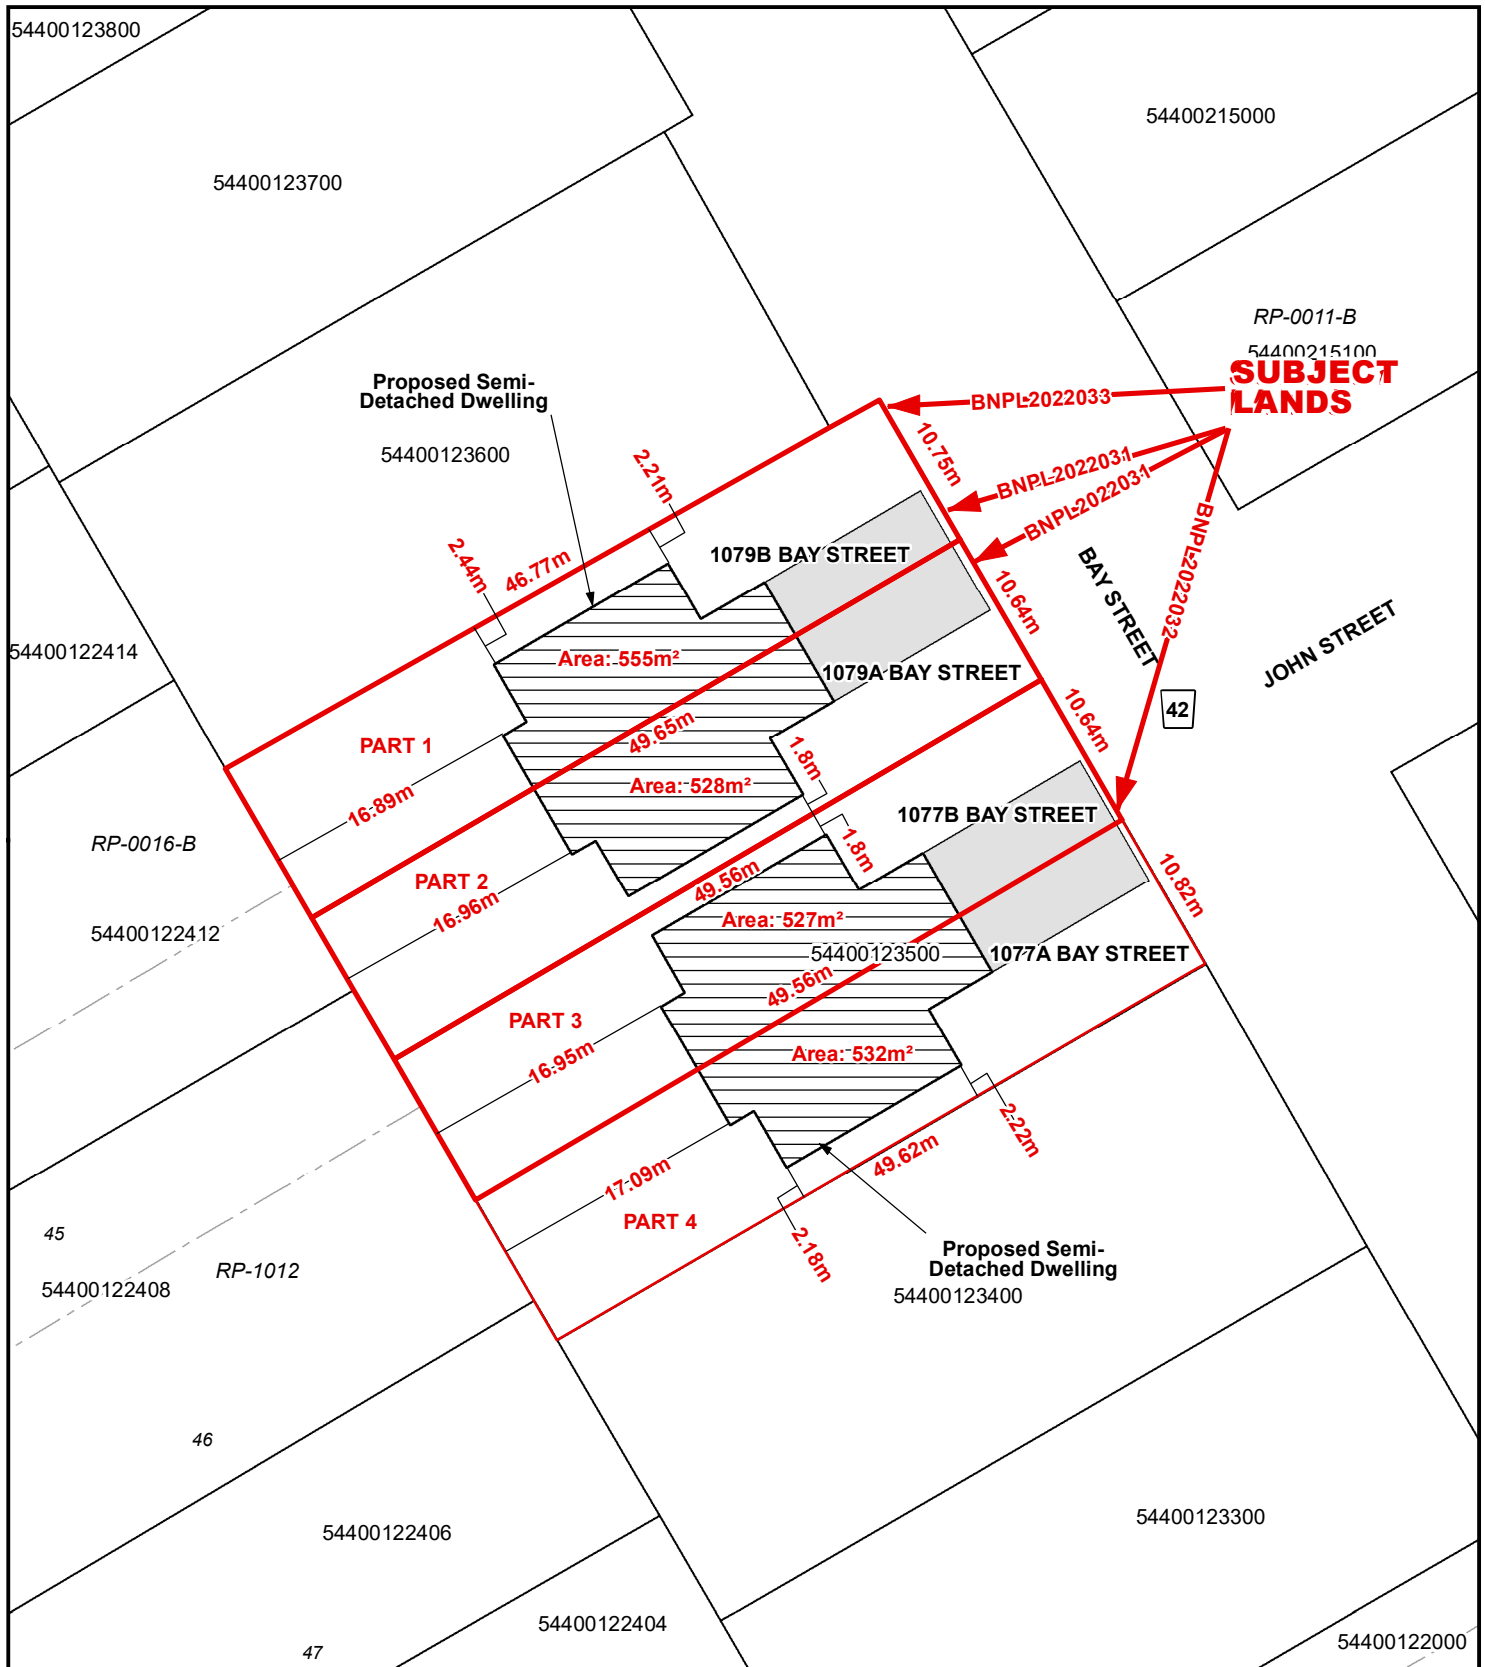 54400123800
54400215000
54400123700
RP-0011-B
54400215100
SUBJECT
LANDS
Proposed Semi-
Detached Dwelling
BNPL-2022033
54400123600
10.75m
2.21m
BNPL-2022031
BNPL-2022031
BNPL-2022032
2.44m
46.77m
1079B BAY STREET
10.64m
BAY STREET
JOHN STREET
54400122414
Area: 555m²
1079A BAY STREET
42
10.64m
PART 1
49.65m
1.8m
Area: 528m²
16.89m
1077B BAY STREET
RP-0016-B
1.8m
PART 2
49.56m
10.82m
16.96m
Area: 527m²
54400122412
54400123500
1077A BAY STREET
49.56m
PART 3
16.95m
Area: 532m²
2.22m
49.62m
17.09m
PART 4
45
2.18m
Proposed Semi-
Detached Dwelling
RP-1012
54400122408
54400123400
46
54400123300
54400122406
54400122404
47
54400122000